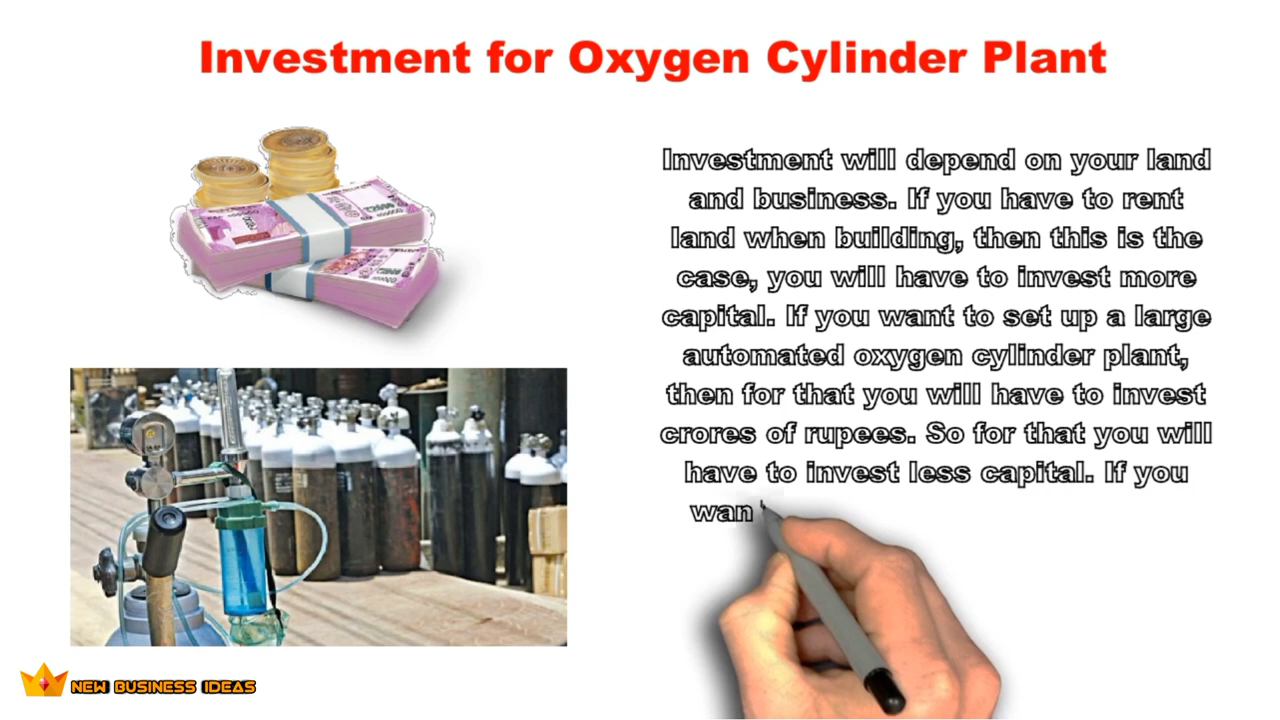 Investment for Oxygen Cylinder Plant
Investment will depend on your land
and business. If you have to rent
land when building, then this is the
case, you will have to invest more
capital. If you want to set up a large
automated oxygen cylinder plant,
then for that you will have to invest
crores of rupees. So for that you will
have to invest less capital. If you
wan
NEW BUSINESS IDEAS